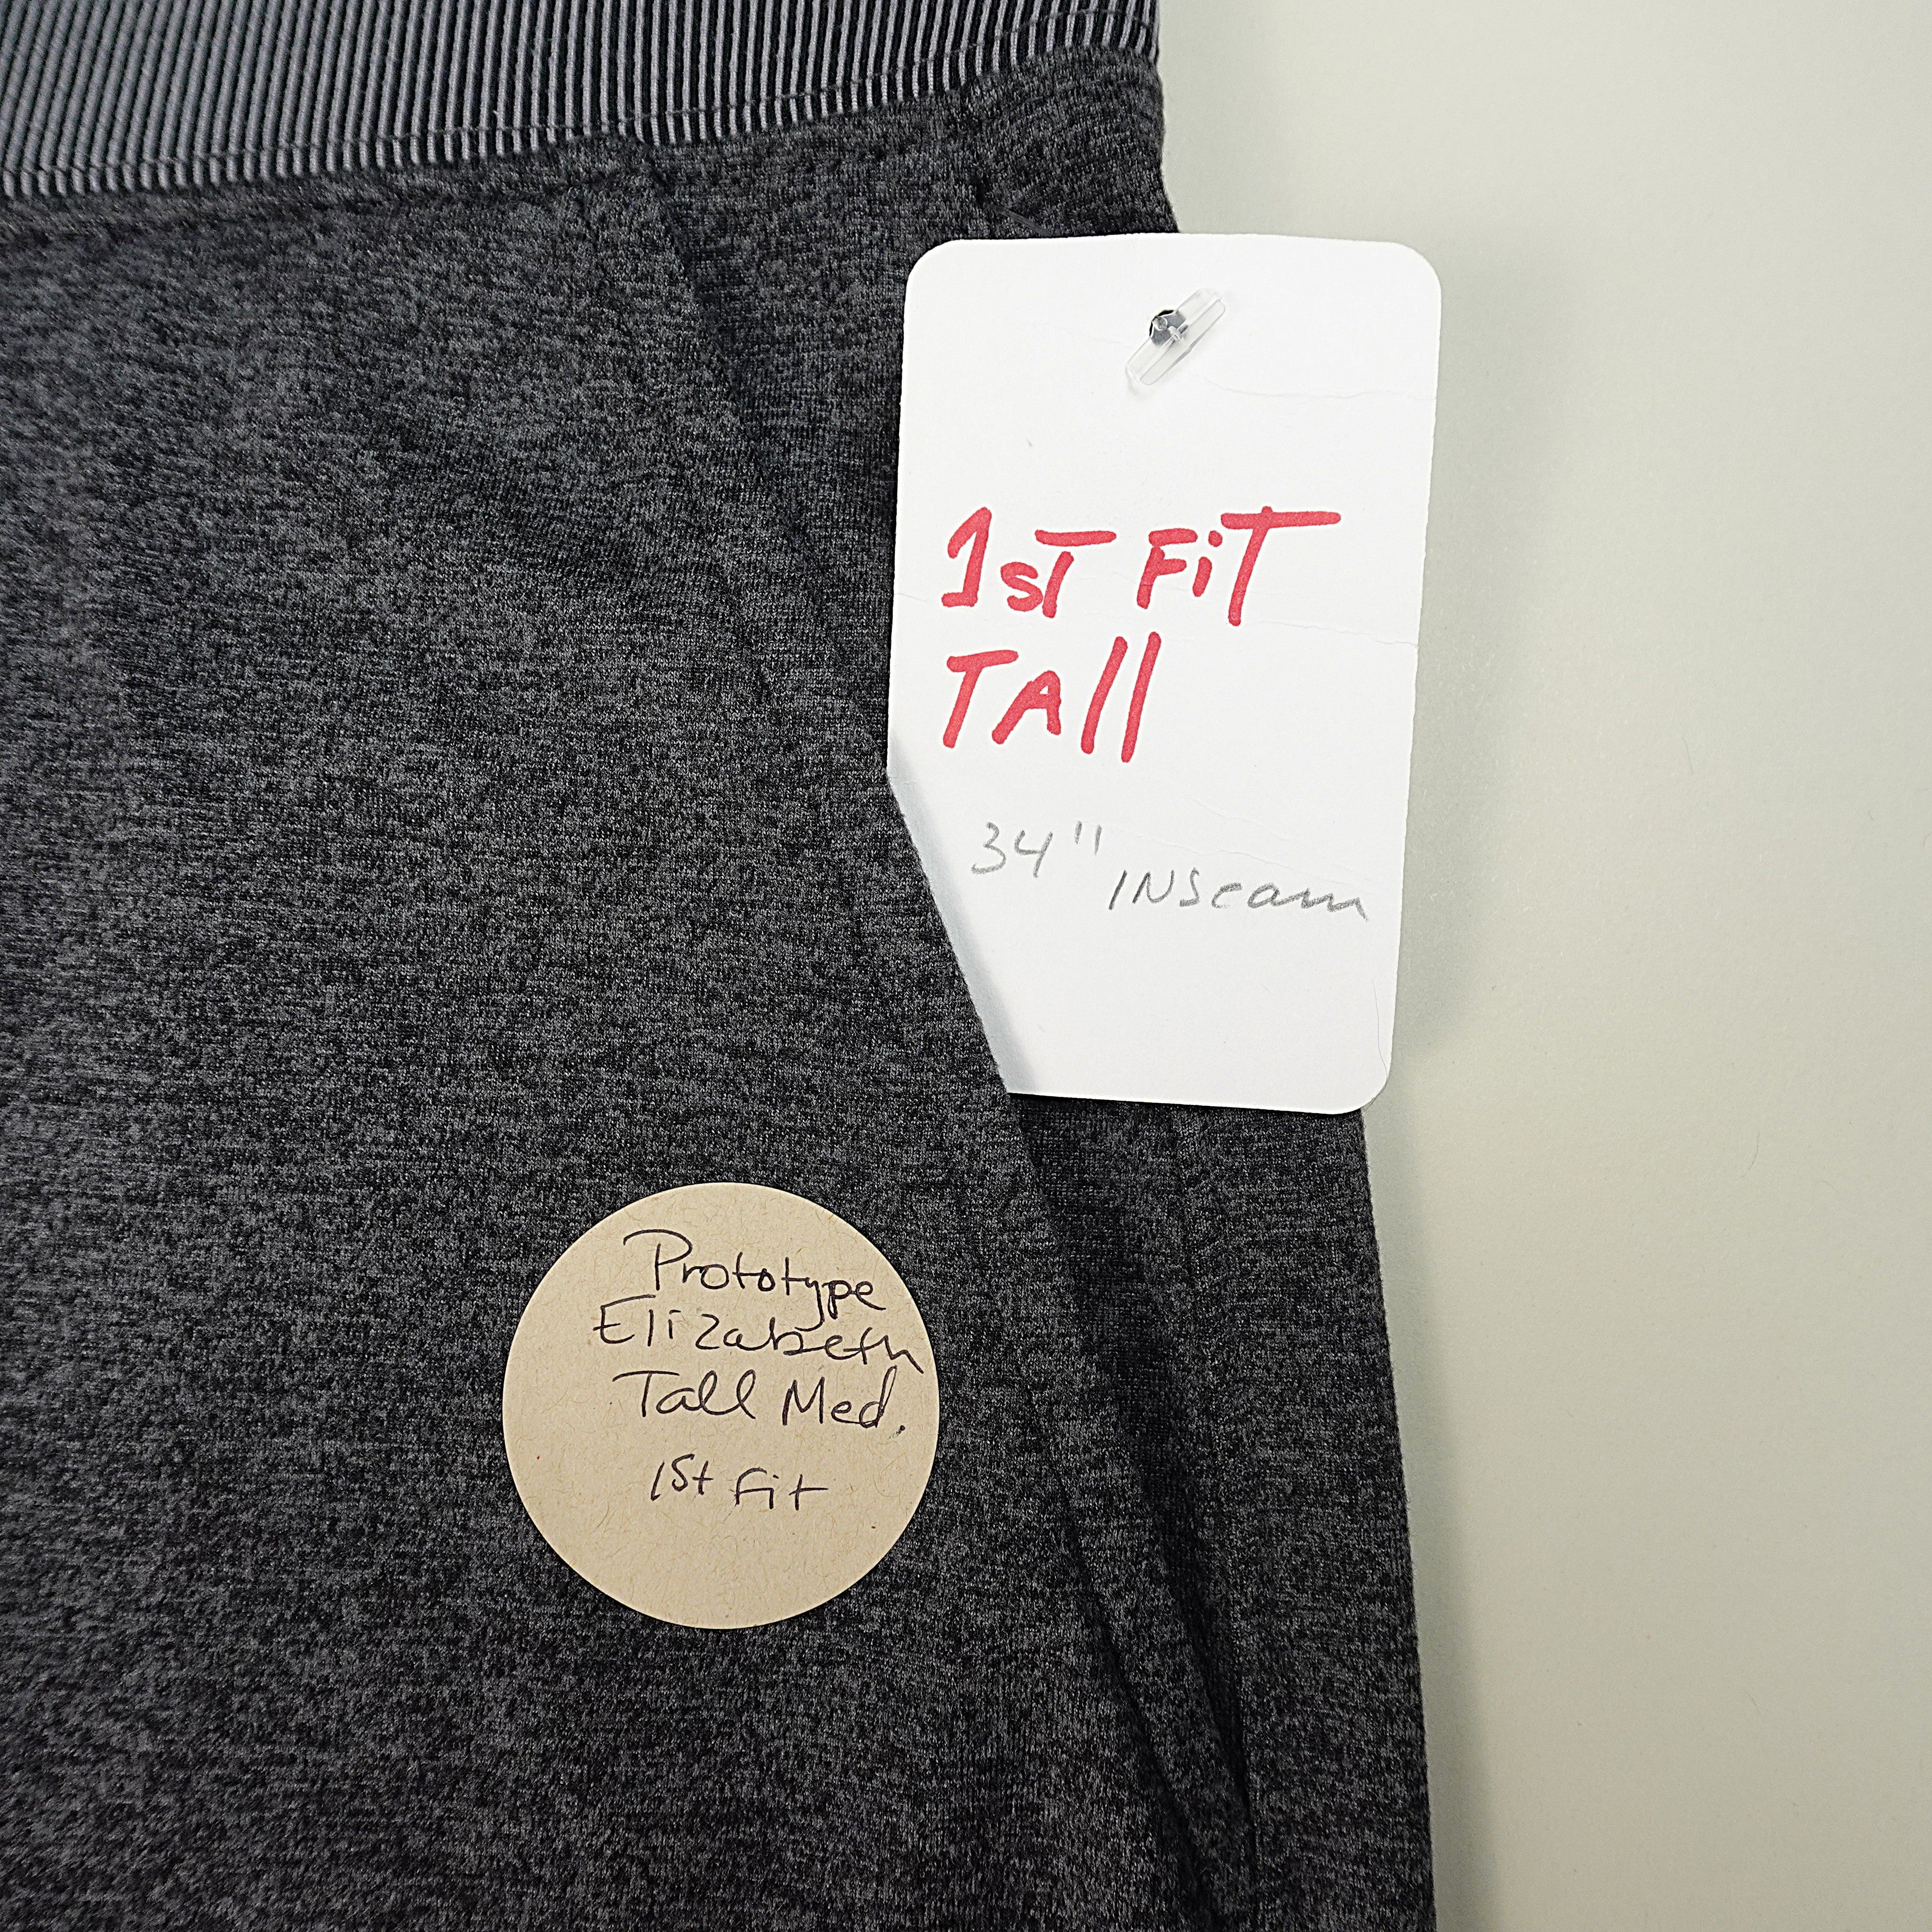 1sT FiT
TAll
34" INSeam
Prototype
Elizabeth
Tall Med.
1st fit